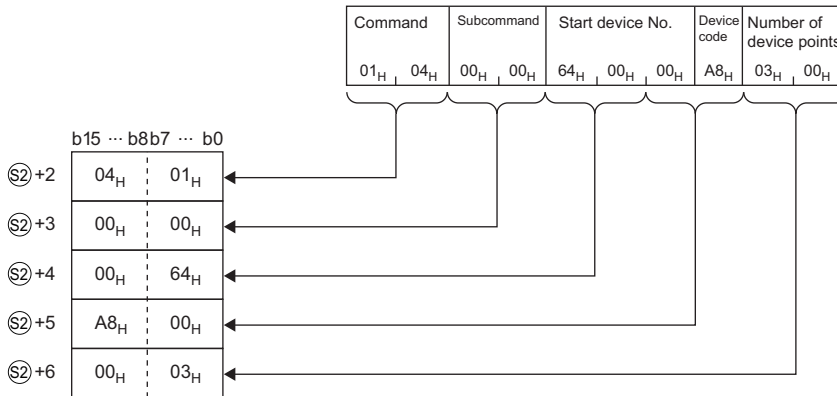 Command Subcommand Start device No. Device code Number of device points
01H 04H 00H 00H 64H 00H 00H A8H 03H 00H
b15 ··· b8b7 ··· b0
S2 +2 04H 01H
S2 +3 00H 00H
S2 +4 00H 64H
S2 +5 A8H 00H
S2 +6 00H 03H